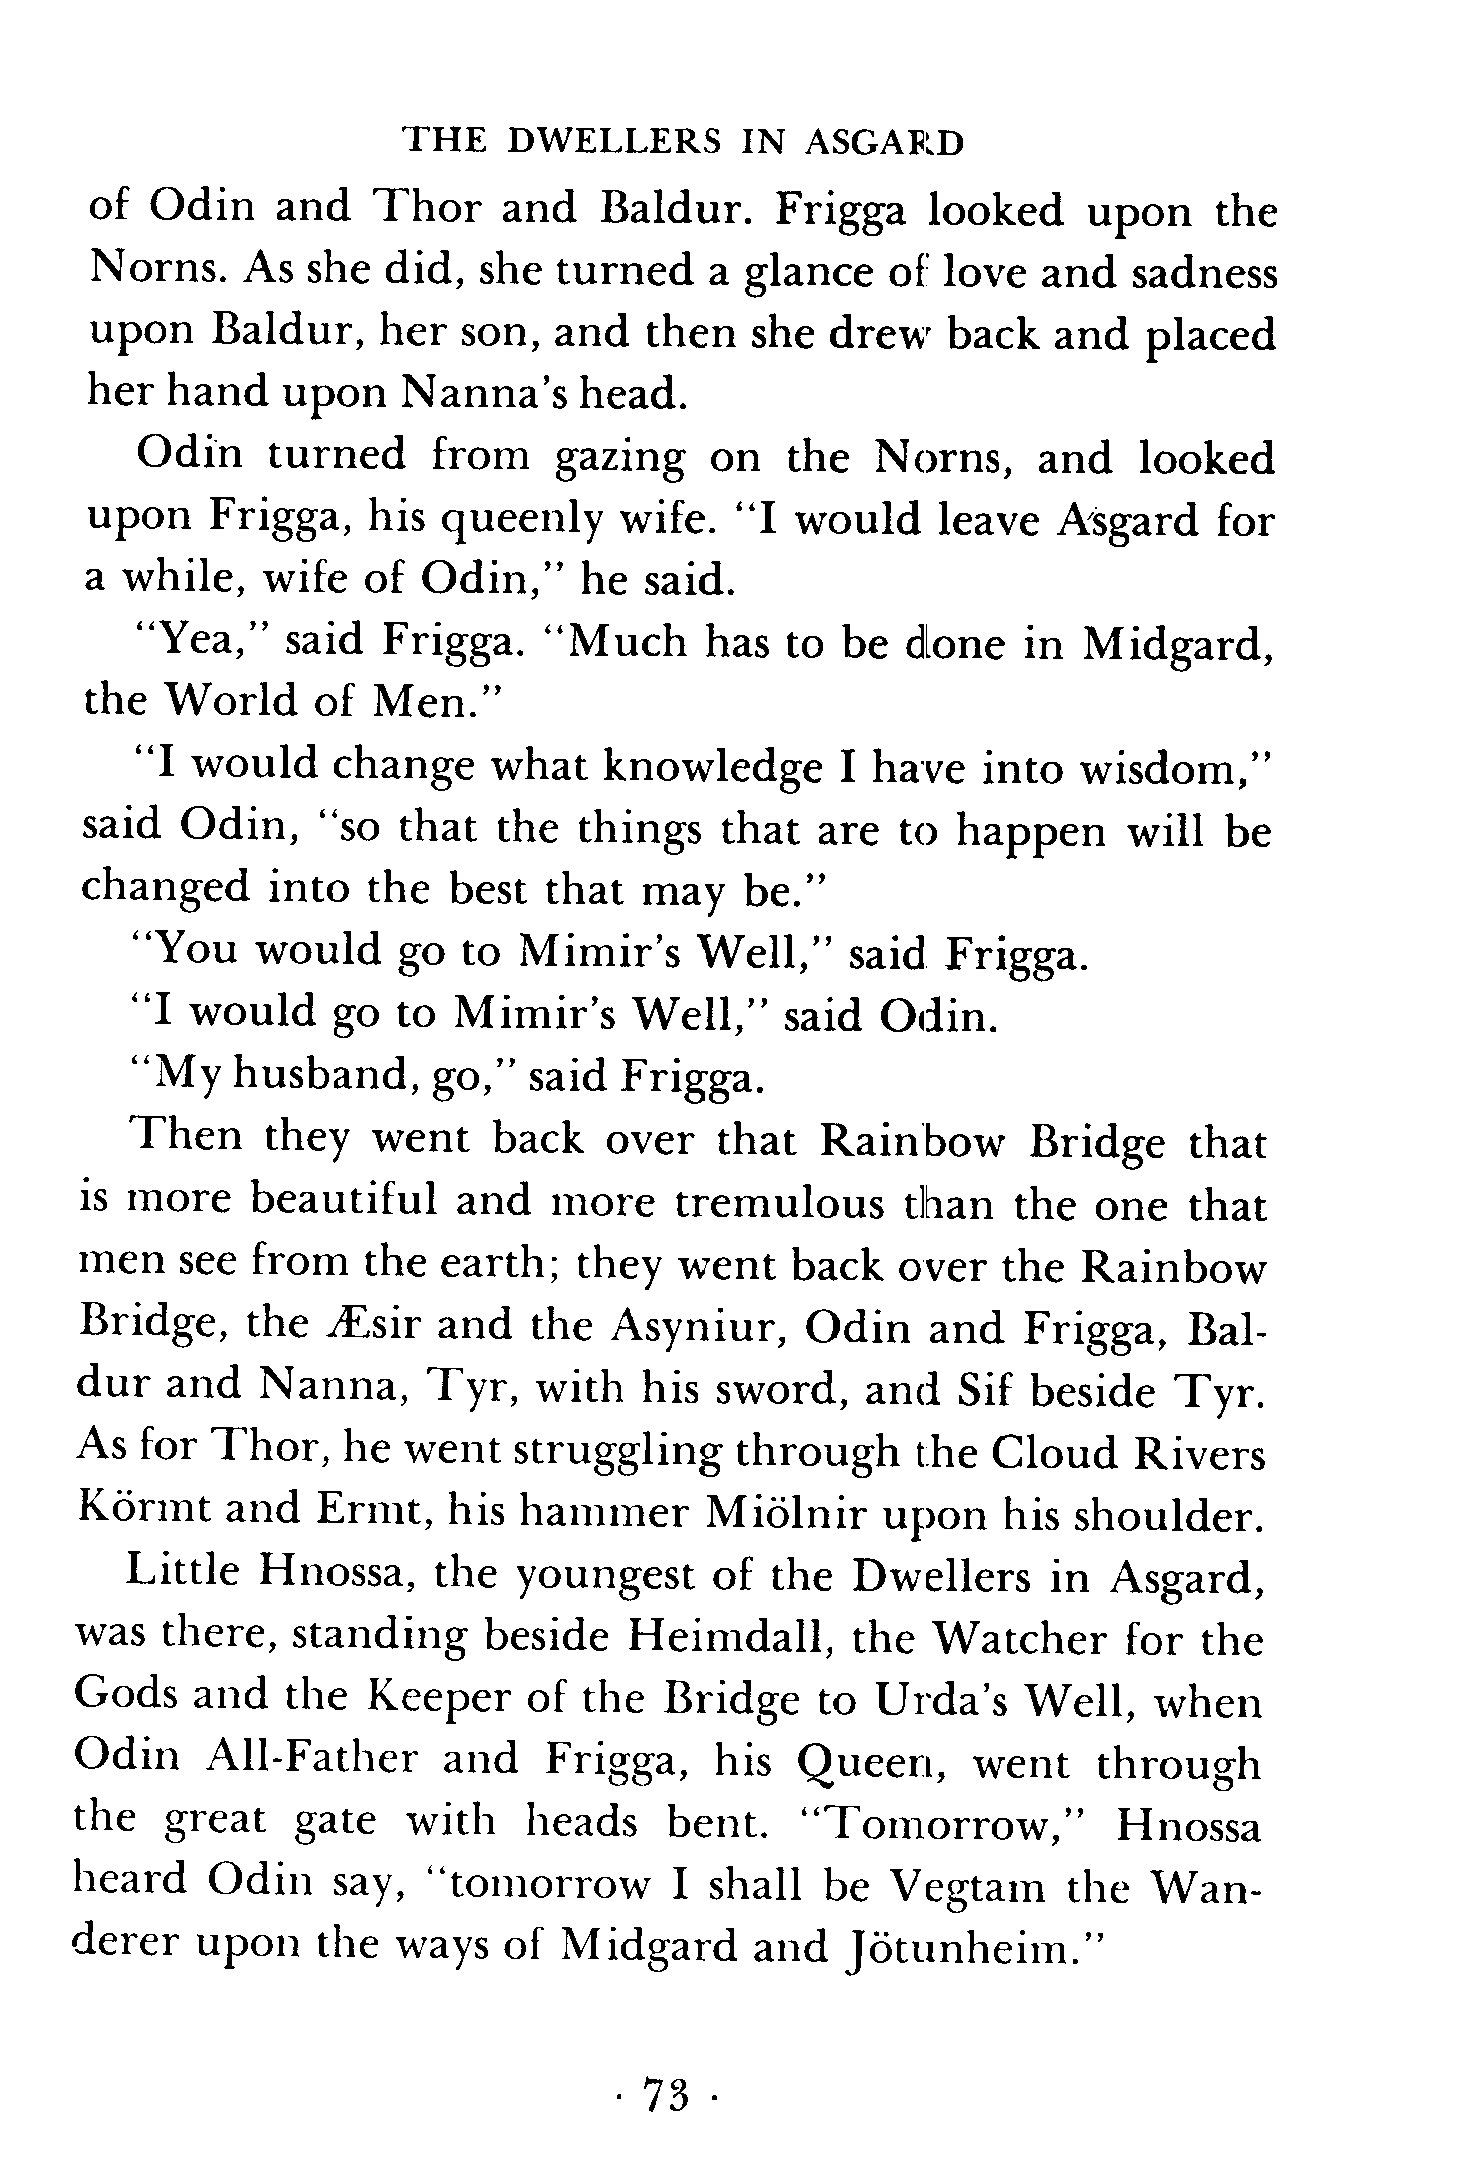 THE DWELLERS IN ASGARD
of Odin and Thor and Baldur. Frigga looked upon the
Norns. As she did, she turned a glance of love and sadness
upon Baldur, her son, and then she drew back and placed
her hand upon Nanna's head.
Odin turned from gazing on the Norns, and looked
upon Frigga, his queenly wife. "I would leave Asgard for
a while, wife of Odin," he said.
"Yea," said Frigga. "Much has to be done in Midgard,
the World of Men."
"I would change what knowledge I have into wisdom,"
said Odin, "so that the things that are to happen will be
changed into the best that may be."
"You would go to Mimir's Well," said Frigga.
"I would go to Mimir's Well," said Odin.
"My husband, go," said Frigga.
Then they went back over that Rainbow Bridge that
is more beautiful and more tremulous than the one that
men see from the earth; they went back over the Rainbow
Bridge, the Æsir and the Asyniur, Odin and Frigga, Bal-
dur and Nanna, Tyr, with his sword, and Sif beside Tyr.
As for Thor, he went struggling through the Cloud Rivers
Körmt and Ermt, his hammer Miölnir upon his shoulder.
Little Hnossa, the youngest of the Dwellers in Asgard,
was there, standing beside Heimdall, the Watcher for the
Gods and the Keeper of the Bridge to Urda's Well, when
Odin All-Father and Frigga, his Queen, went through
the great gate with heads bent. "Tomorrow," Hnossa
heard Odin say, "tomorrow I shall be Vegtam the Wan-
derer upon the ways of Midgard and Jötunheim."
· 73 ·